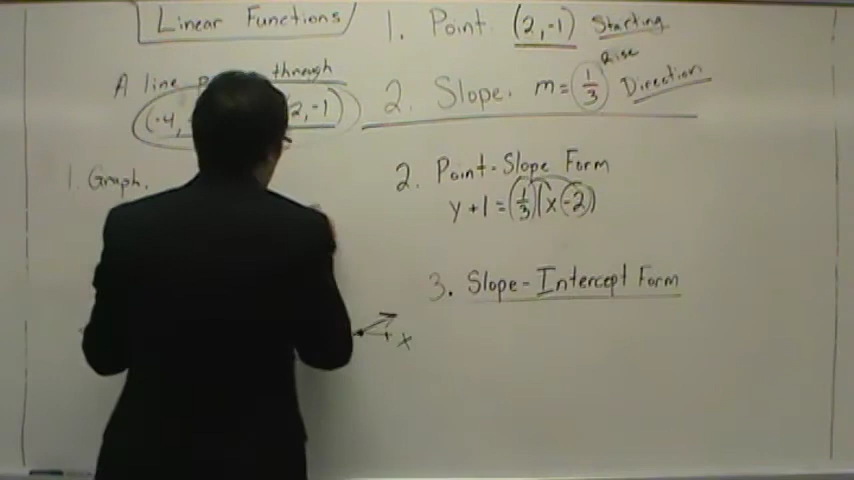 Linear Functions
A line through
(-4, 2, -1)
1. Graph.
x
1. Point. (2,-1) Starting
Rise
2. Slope. m = 1/3 Direction
2. Point-Slope Form
y+1 = (1/3)(x-2)
3. Slope-Intercept Form